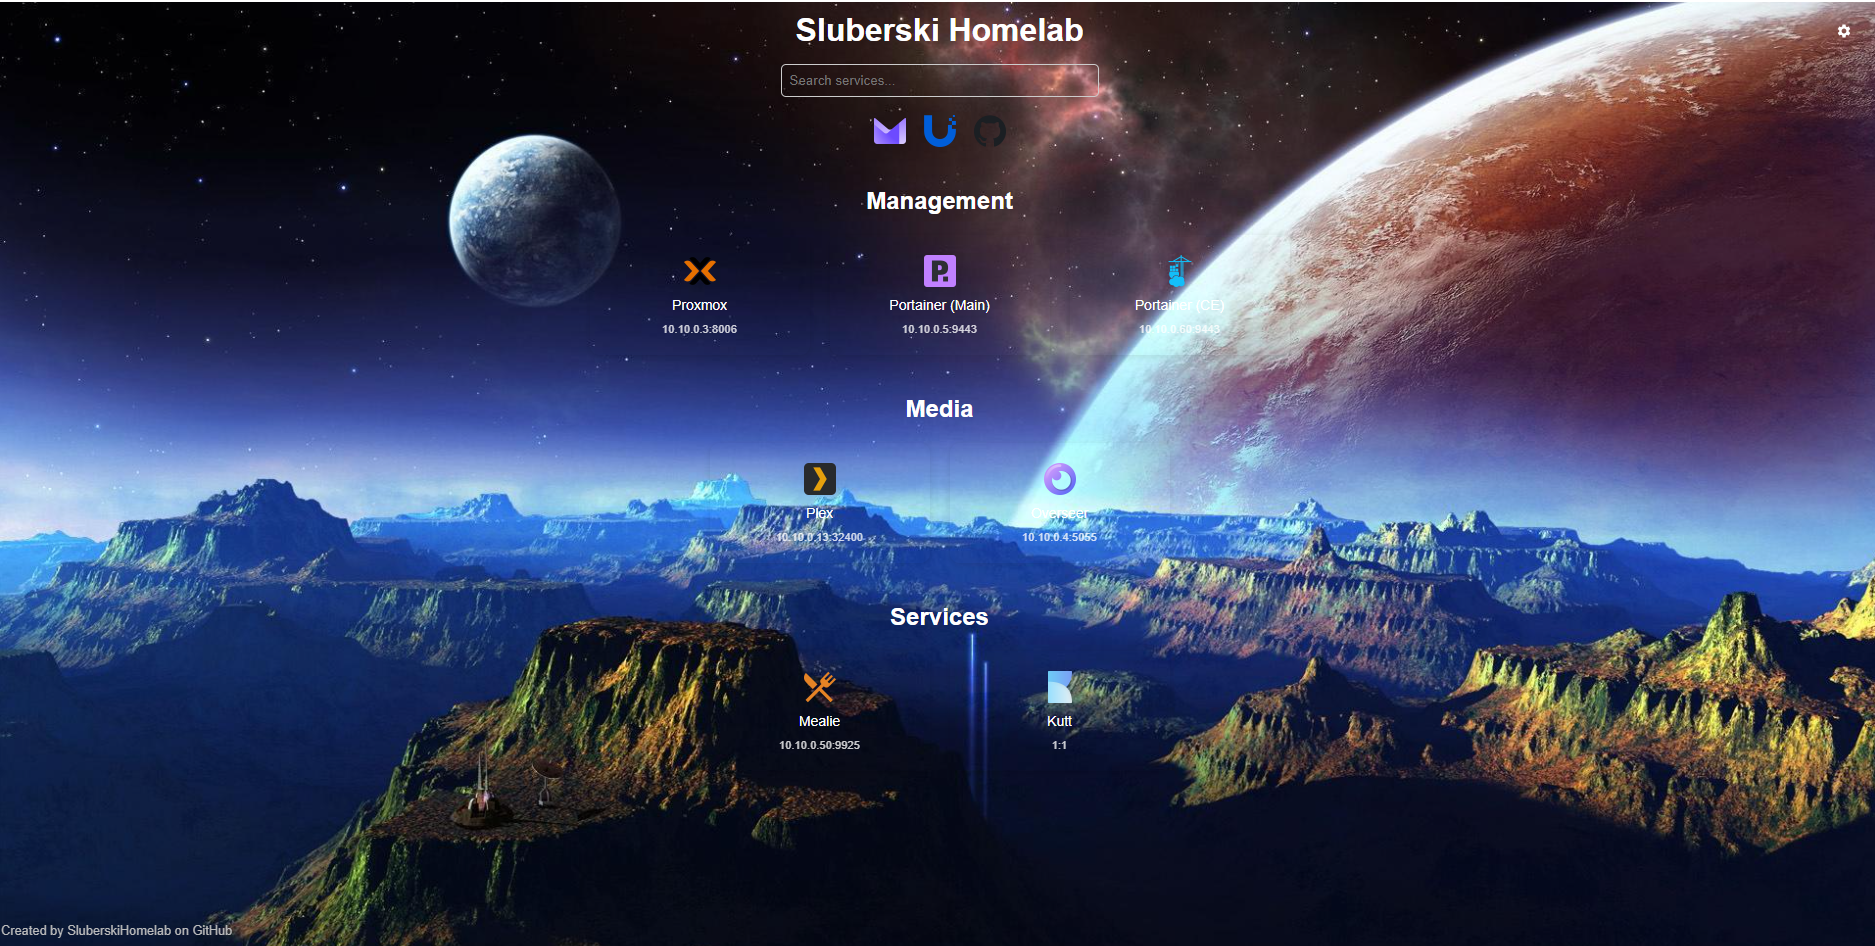 Sluberski Homelab
Search services...
Management
Proxmox
10.10.0.3:8006
Portainer (Main)
10.10.0.5:9443
Portainer (CE)
10.10.0.60:9443
Media
Plex
10.10.0.13:32400
Overseer
10.10.0.4:5055
Services
Mealie
10.10.0.50:9925
Kutt
1:1
Created by SluberskiHomelab on GitHub